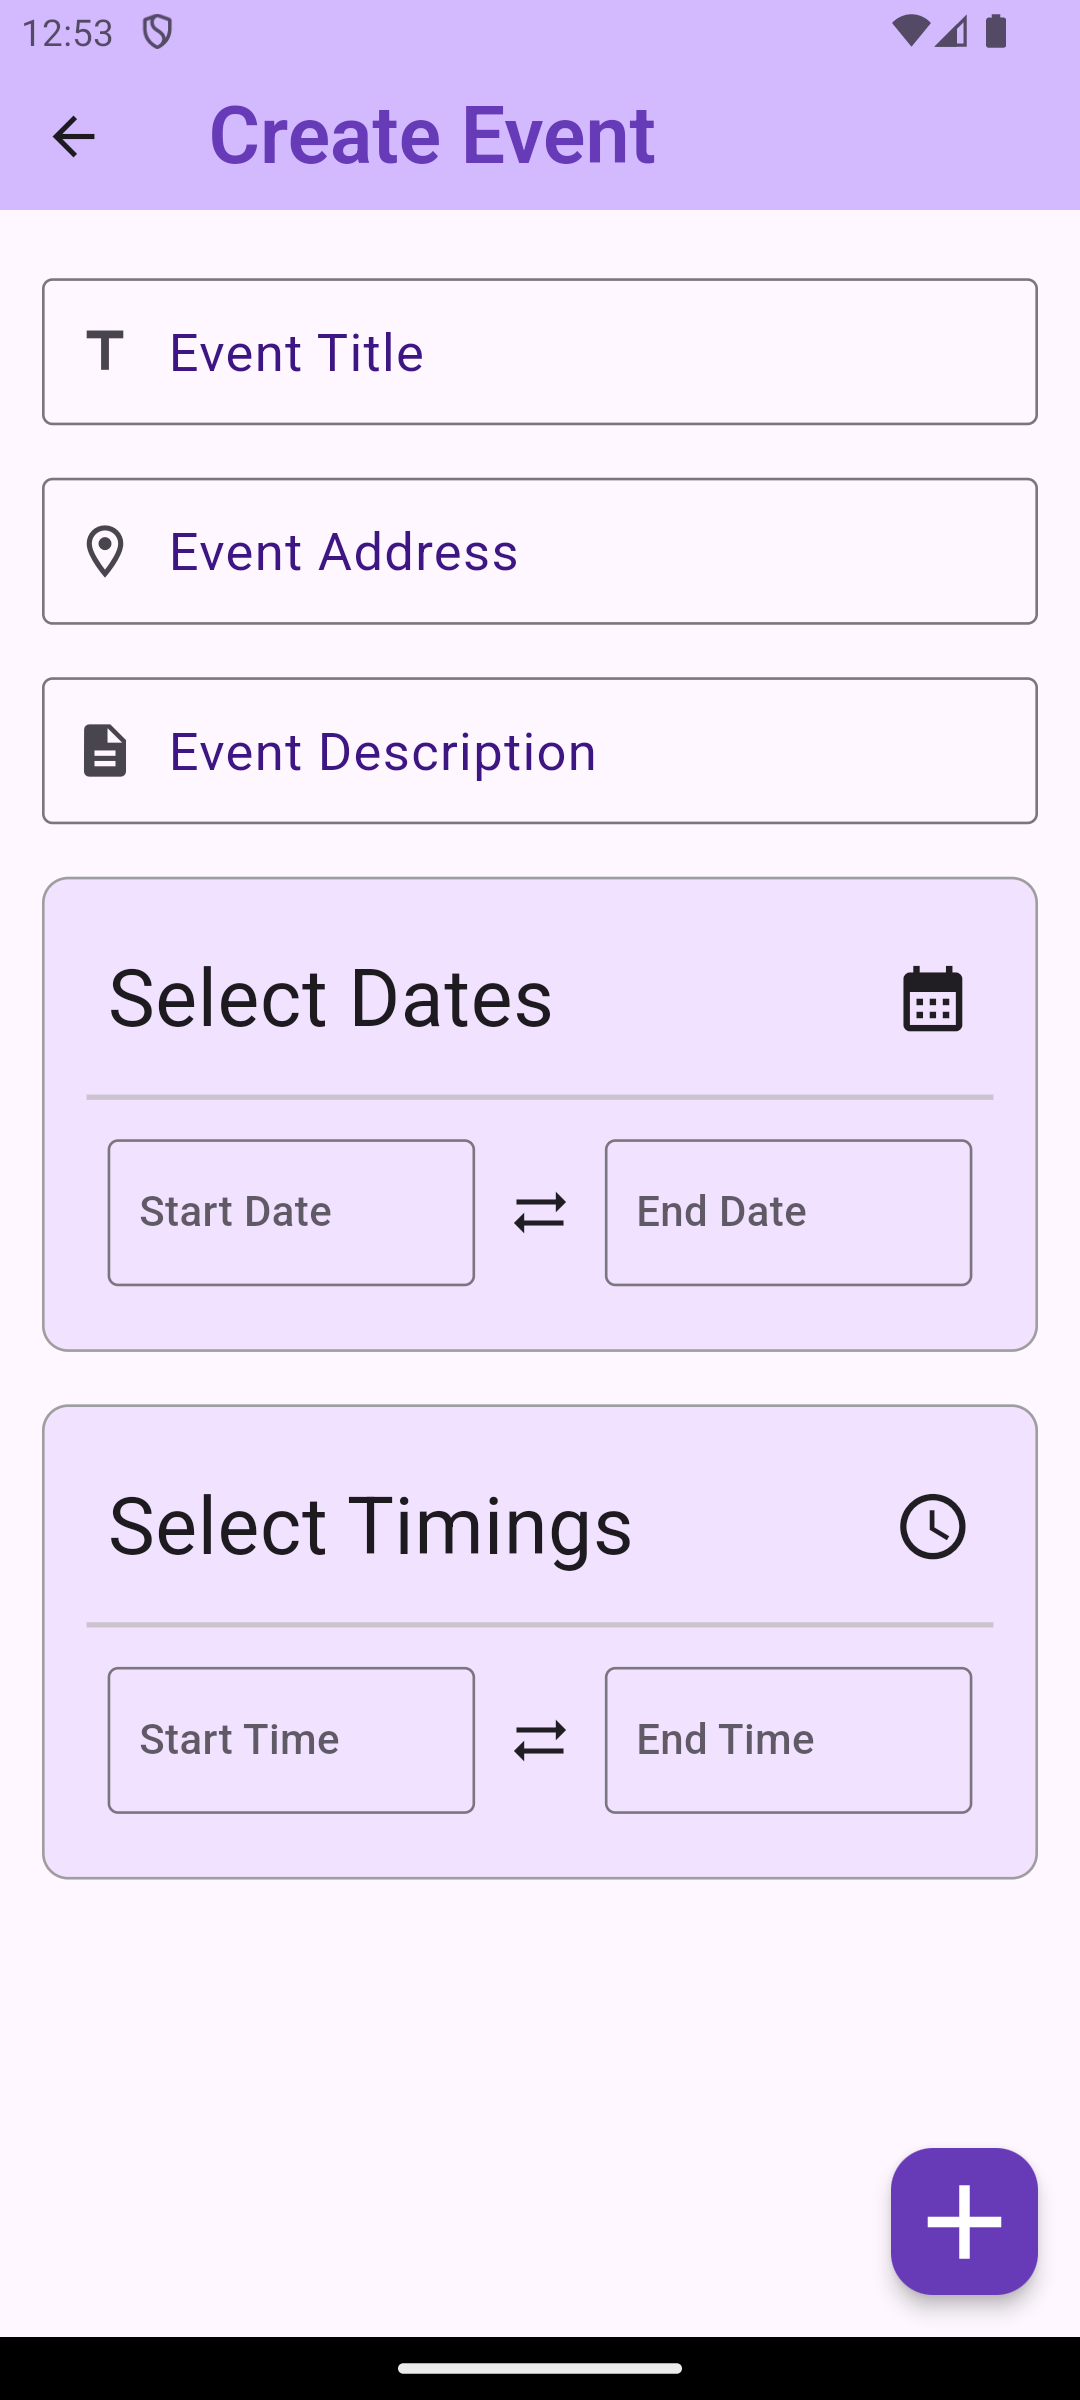 12:53
Create Event
Event Title
Event Address
Event Description
Select Dates
Start Date
End Date
Select Timings
Start Time
End Time